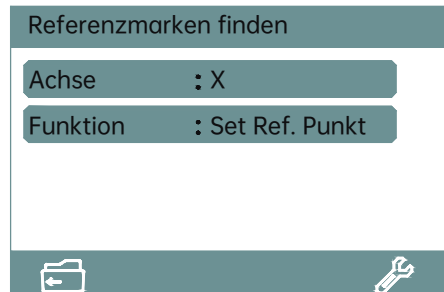 Referenzmarken finden
Achse : X
Funktion : Set Ref. Punkt